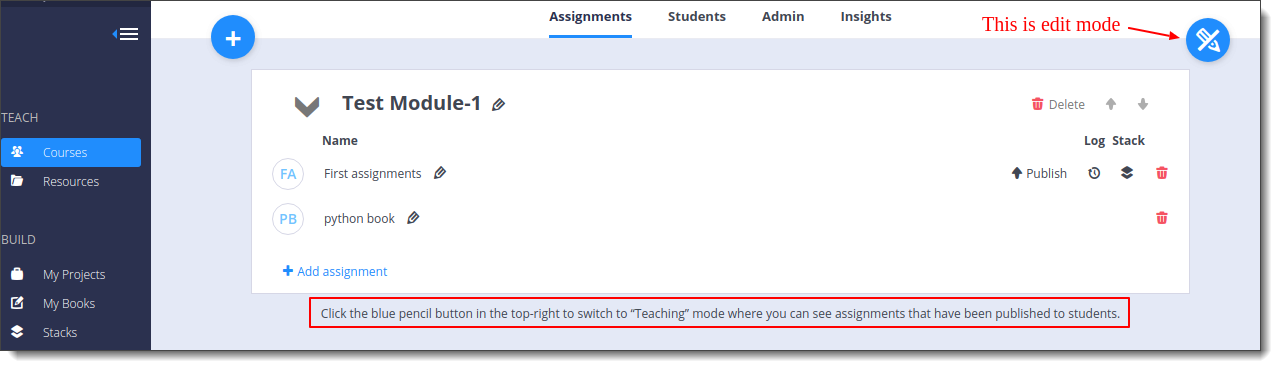 Assignments Students Admin Insights
This is edit mode
TEACH
Courses
Resources
BUILD
My Projects
My Books
Stacks
Test Module-1
Delete
Name Log Stack
FA First assignments Publish
PB python book
Add assignment
Click the blue pencil button in the top-right to switch to “Teaching” mode where you can see assignments that have been published to students.